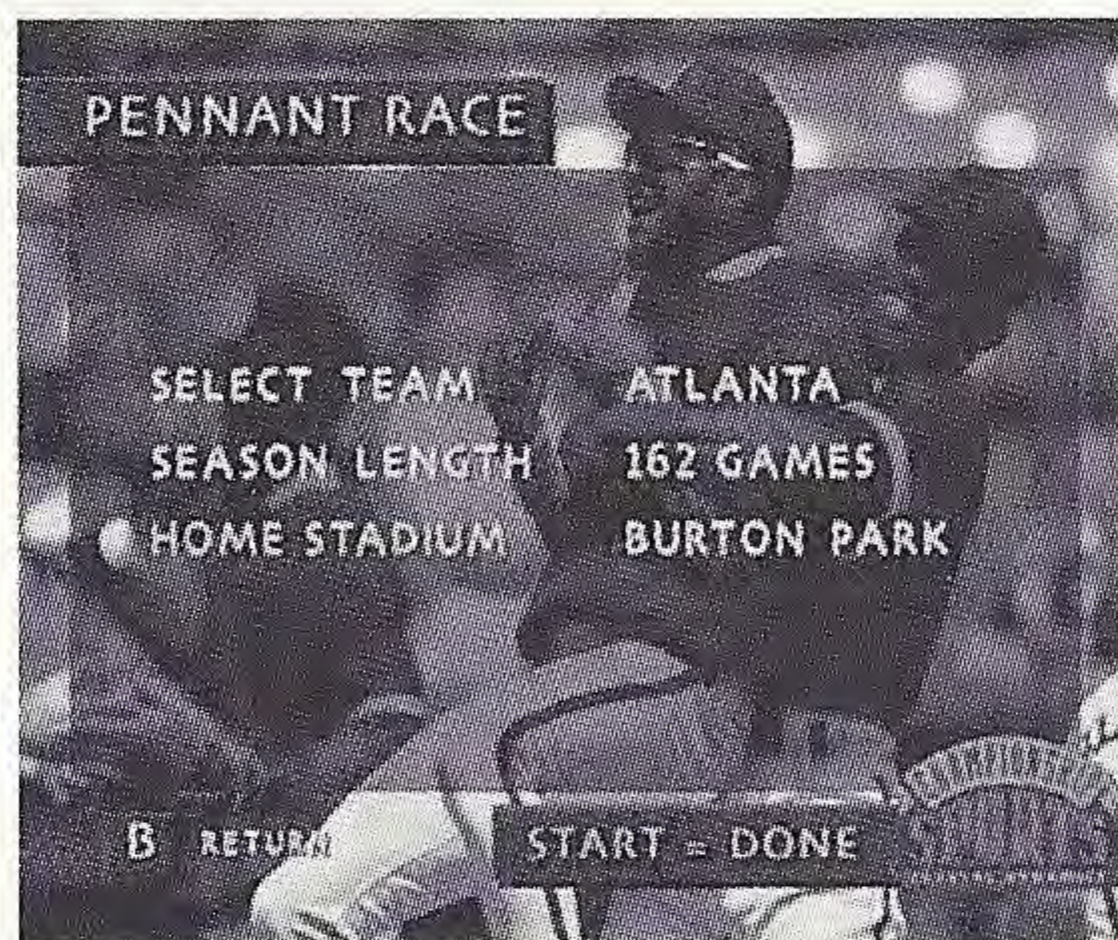 PENNANT RACE
SELECT TEAM ATLANTA
SEASON LENGTH 162 GAMES
HOME STADIUM BURTON PARK
B RETURN
START = DONE